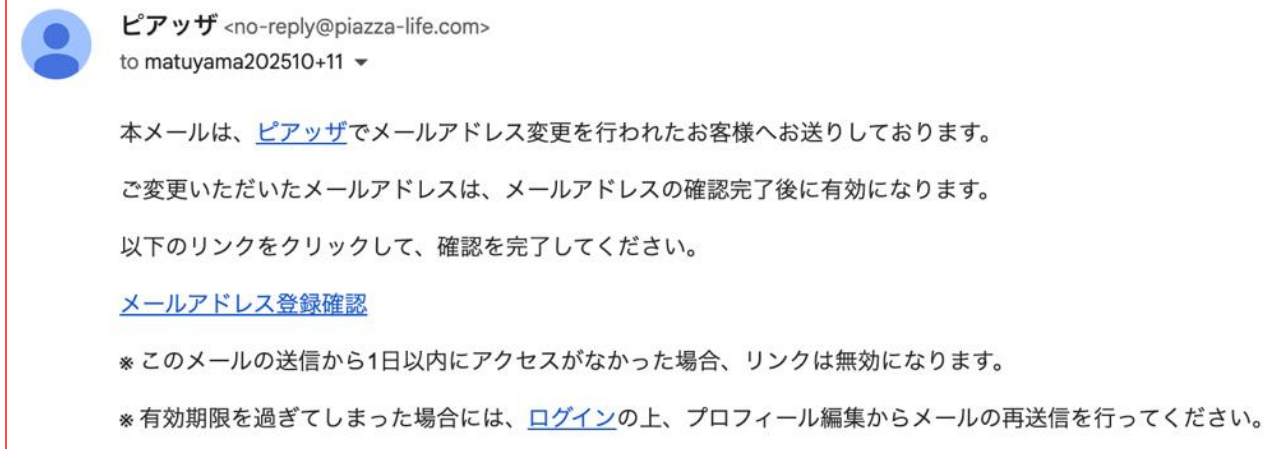 ピアッザ <no-reply@piazza-life.com>
to matuyama202510+11
本メールは、ピアッザでメールアドレス変更を行われたお客様へお送りしております。
ご変更いただいたメールアドレスは、メールアドレスの確認完了後に有効になります。
以下のリンクをクリックして、確認を完了してください。
メールアドレス登録確認
※ このメールの送信から1日以内にアクセスがなかった場合、リンクは無効になります。
※ 有効期限を過ぎてしまった場合には、ログインの上、プロフィール編集からメールの再送信を行ってください。